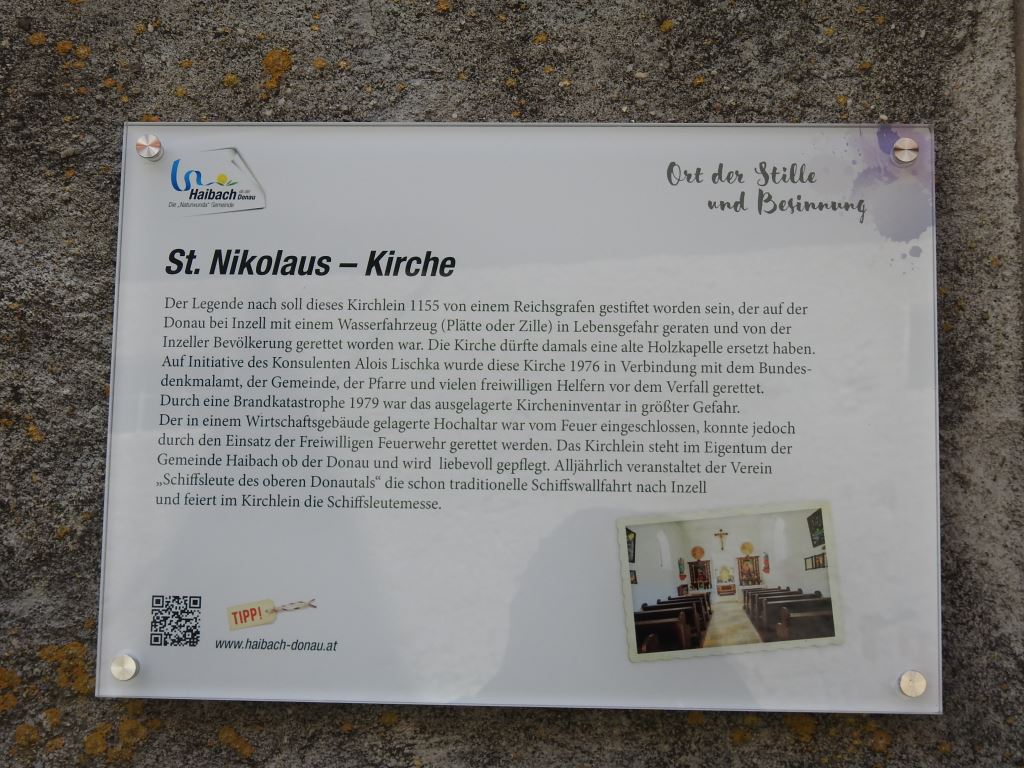 Haibach ob der Donau
Die „Naturwunda“ Gemeinde
Ort der Stille
und Besinnung
St. Nikolaus – Kirche
Der Legende nach soll dieses Kirchlein 1155 von einem Reichsgrafen gestiftet worden sein, der auf der
Donau bei Inzell mit einem Wasserfahrzeug (Plätte oder Zille) in Lebensgefahr geraten und von der
Inzeller Bevölkerung gerettet worden war. Die Kirche dürfte damals eine alte Holzkapelle ersetzt haben.
Auf Initiative des Konsulenten Alois Lischka wurde diese Kirche 1976 in Verbindung mit dem Bundes-
denkmalamt, der Gemeinde, der Pfarre und vielen freiwilligen Helfern vor dem Verfall gerettet.
Durch eine Brandkatastrophe 1979 war das ausgelagerte Kircheninventar in größter Gefahr.
Der in einem Wirtschaftsgebäude gelagerte Hochaltar war vom Feuer eingeschlossen, konnte jedoch
durch den Einsatz der Freiwilligen Feuerwehr gerettet werden. Das Kirchlein steht im Eigentum der
Gemeinde Haibach ob der Donau und wird liebevoll gepflegt. Alljährlich veranstaltet der Verein
„Schiffsleute des oberen Donautals“ die schon traditionelle Schiffswallfahrt nach Inzell
und feiert im Kirchlein die Schiffsleutemesse.
TIPP!
www.haibach-donau.at